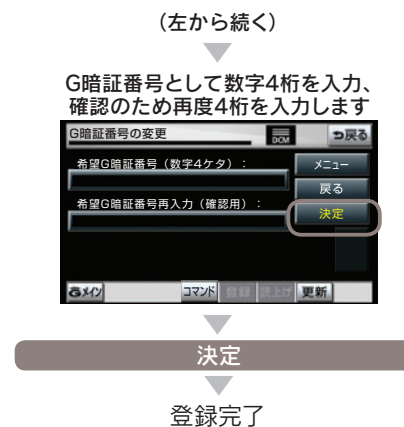 (左から続く)
G暗証番号として数字4桁を入力、
確認のため再度4桁を入力します
G暗証番号の変更
DCM
戻る
希望G暗証番号(数字4ケタ):
メニュー
戻る
希望G暗証番号再入力(確認用):
決定
Gメイン
コマンド
登録
読上げ
更新
決定
登録完了